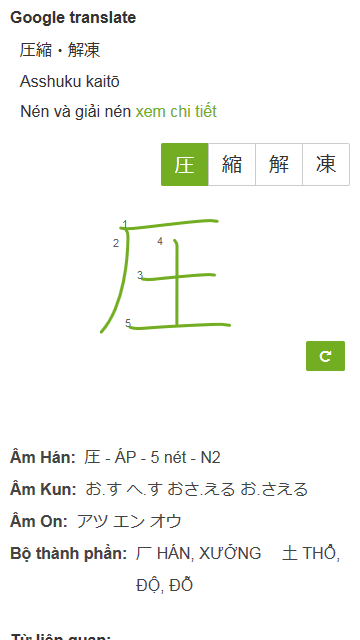 Google translate
圧縮・解凍
Asshuku kaitō
Nén và giải nén xem chi tiết
圧 縮 解 凍
1
2 4
3
5
Âm Hán: 圧 - ÁP - 5 nét - N2
Âm Kun: お.す へ.す おさ.える お.さえる
Âm On: アツ エン オウ
Bộ thành phần: 厂 HÁN, XƯỞNG 土 THỔ,
ĐỘ, ĐỖ
Từ liên quan: